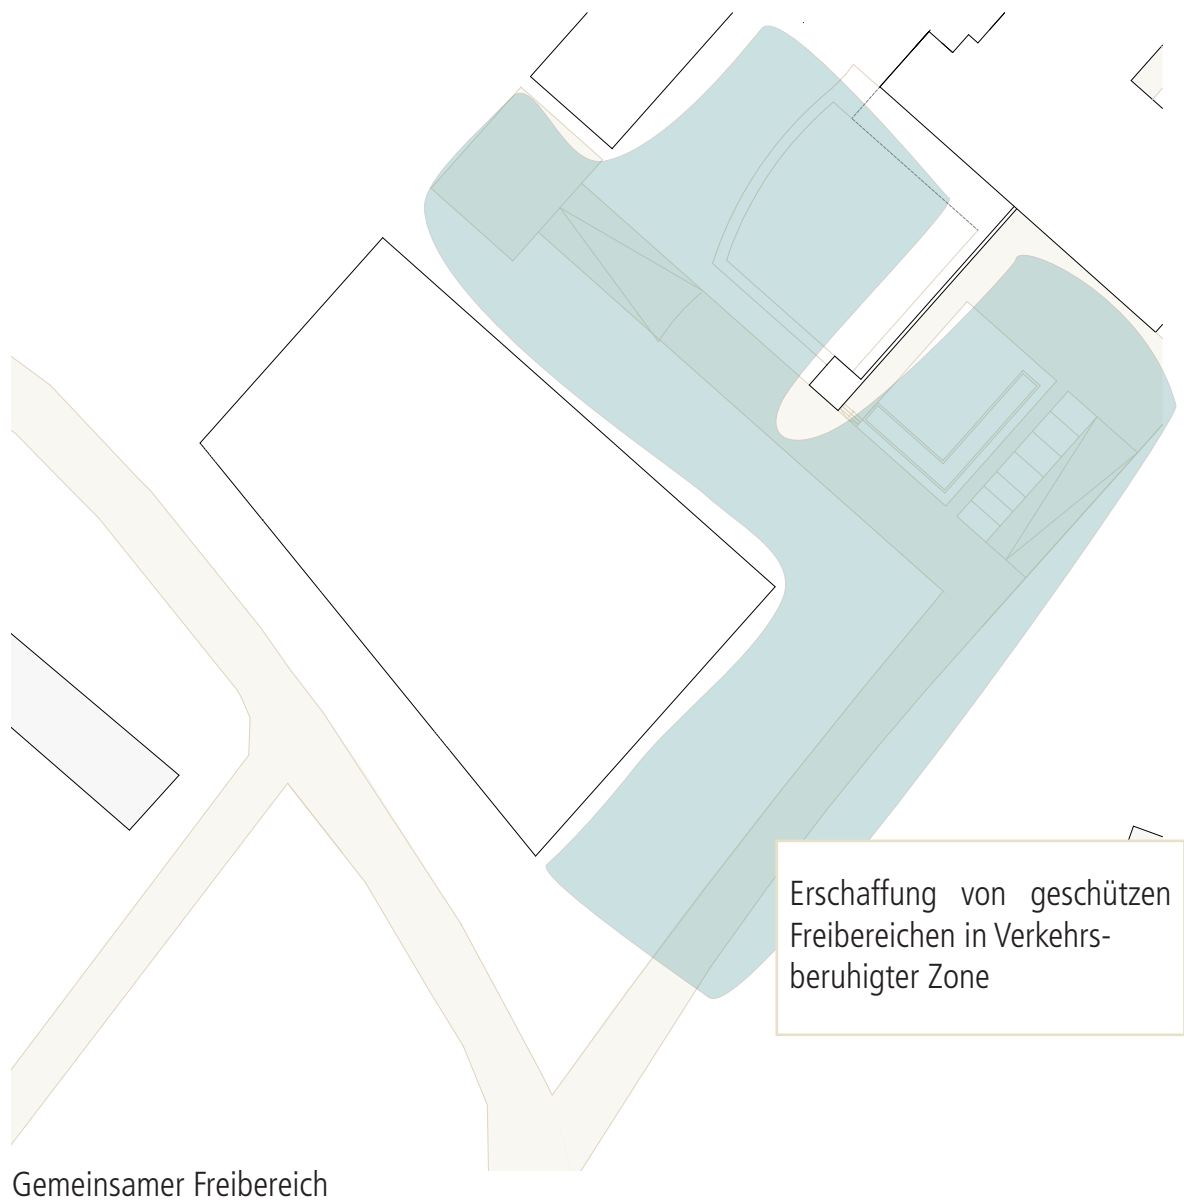 Erschaffung von geschützen
Freibereichen in Verkehrs-
beruhigter Zone
Gemeinsamer Freibereich